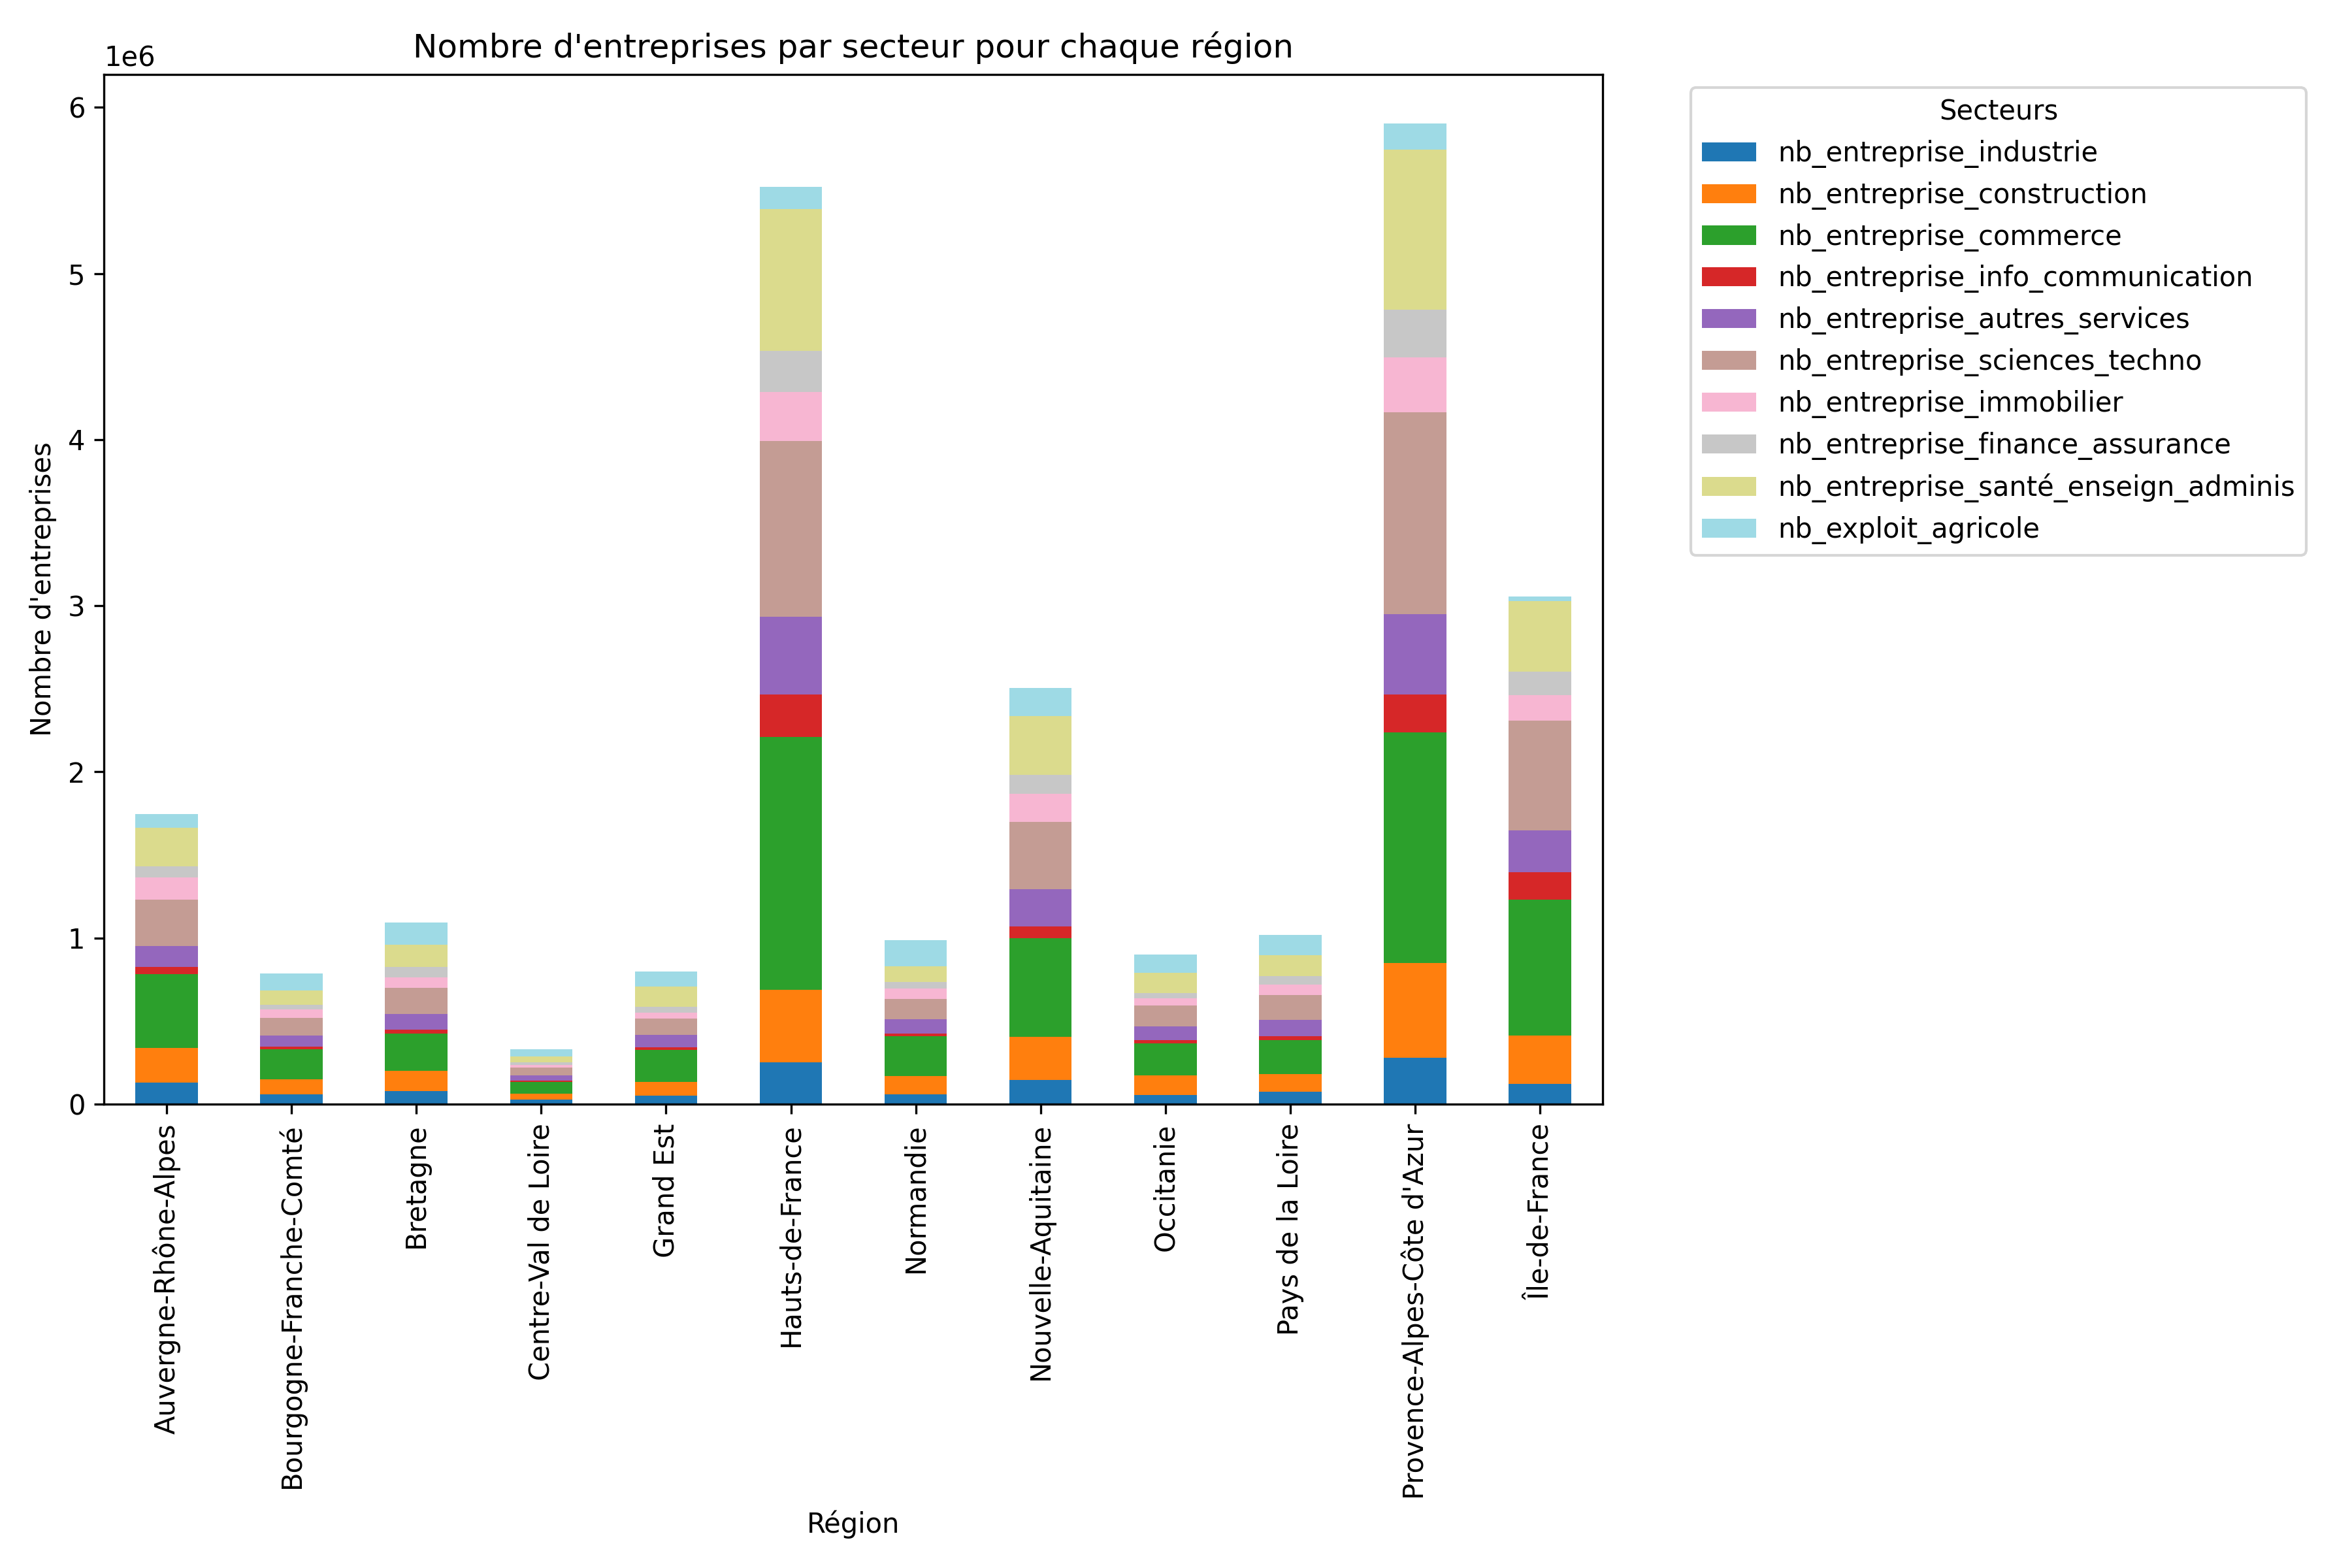 Nombre d'entreprises par secteur pour chaque région
1e6
6
5
4
3
2
1
0
Nombre d'entreprises
Auvergne-Rhône-Alpes
Bourgogne-Franche-Comté
Bretagne
Centre-Val de Loire
Grand Est
Hauts-de-France
Normandie
Nouvelle-Aquitaine
Occitanie
Pays de la Loire
Provence-Alpes-Côte d'Azur
Île-de-France
Région
Secteurs
nb_entreprise_industrie
nb_entreprise_construction
nb_entreprise_commerce
nb_entreprise_info_communication
nb_entreprise_autres_services
nb_entreprise_sciences_techno
nb_entreprise_immobilier
nb_entreprise_finance_assurance
nb_entreprise_santé_enseign_adminis
nb_exploit_agricole